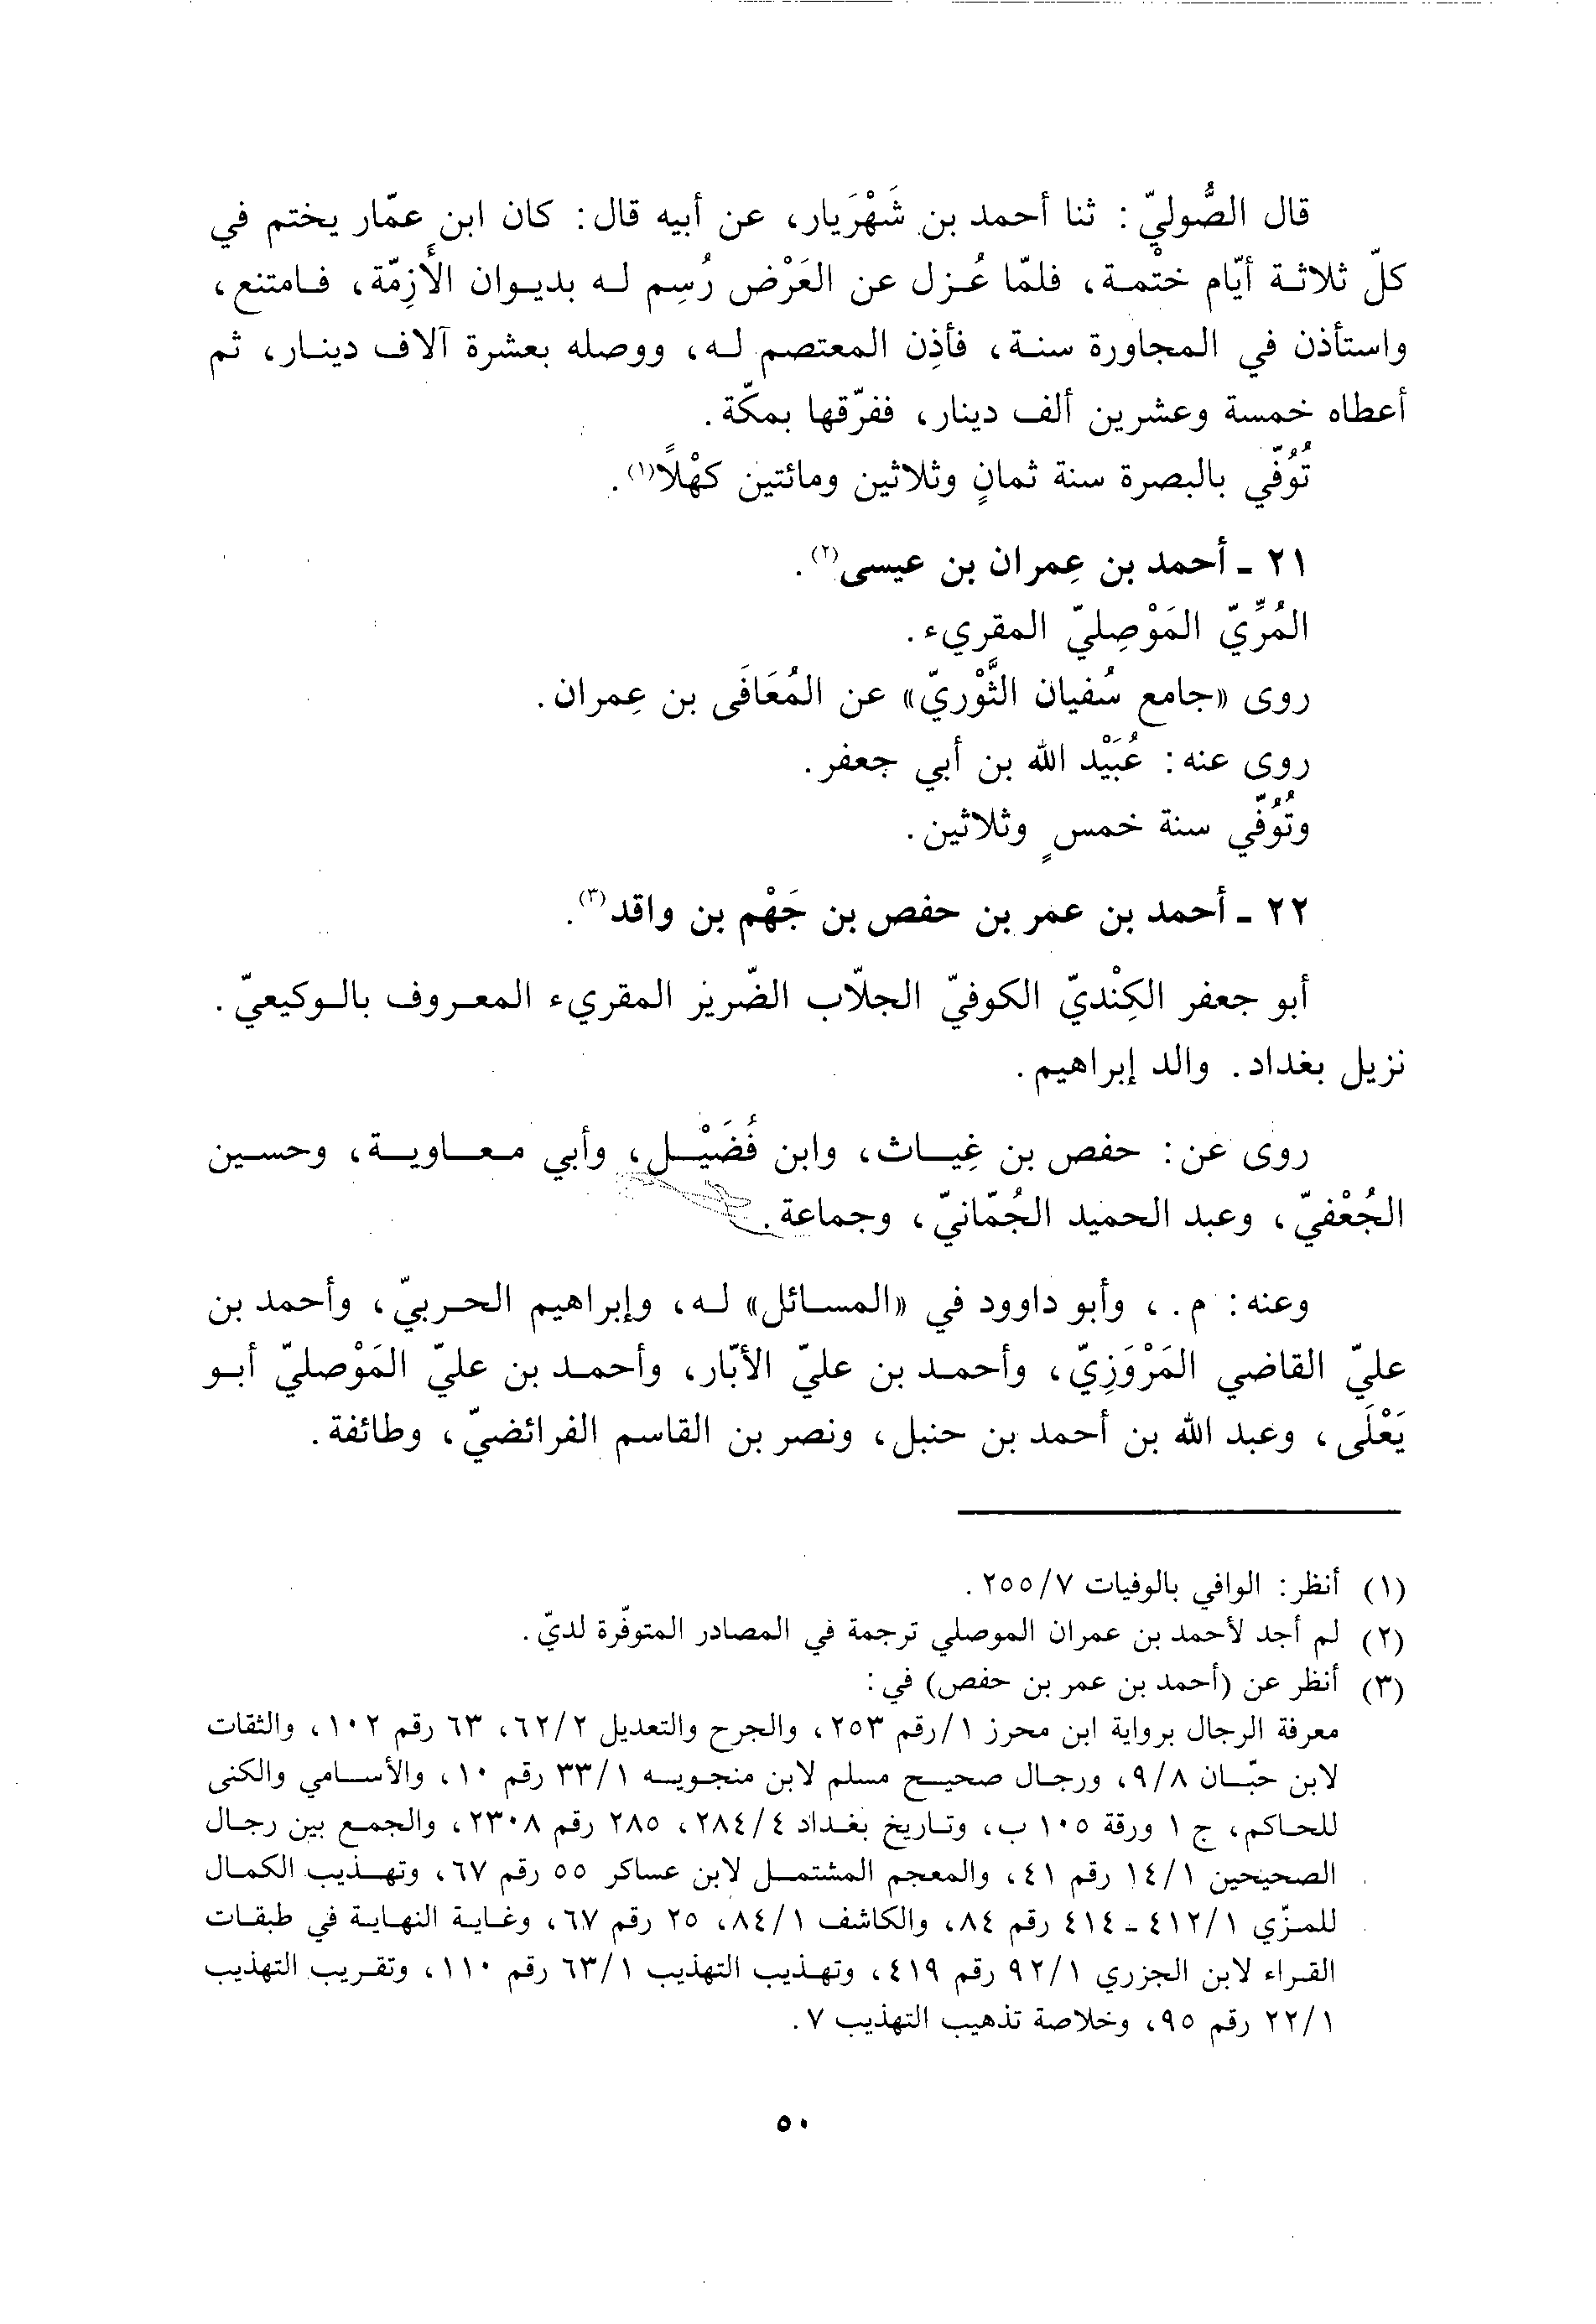 قال الصُّوليّ: ثنا أحمد بن شَهْرَيار، عن أبيه قال: كان ابن عمّار يختم في
كلّ ثلاثة أيّام ختْمة، فلمّا عُزل عن العَرْض رُسِم له بديوان الأَزِمّة، فامتنع،
واستأذن في المجاورة سنة، فأذِن المعتصم له، ووصله بعشرة آلاف دينار، ثم
أعطاه خمسة وعشرين ألف دينار، ففرّقها بمكّة.
تُوُفّي بالبصرة سنة ثمانٍ وثلاثين ومائتين كهْلاً(١).
٢١ ـ أحمد بن عِمران بن عيسى(٢).
المُرِّيّ المَوْصِليّ المقريء.
روى «جامع سُفيان الثَّوْريّ» عن المُعَافَى بن عِمران.
روى عنه: عُبَيْد الله بن أبي جعفر.
وتُوُفّي سنة خمسٍ وثلاثين.
٢٢ ـ أحمد بن عمر بن حفص بن جَهْم بن واقد(٣).
أبو جعفر الكِنْديّ الكوفيّ الجلّاب الضّرير المقريء المعروف بالوكيعيّ.
نزيل بغداد. والد إبراهيم.
روى عن: حفص بن غِياث، وابن فُضَيْل، وأبي معاوية، وحسين
الجُعْفيّ، وعبد الحميد الجُمّانيّ، وجماعة.
وعنه: م.، وأبو داوود في «المسائل» له، وإبراهيم الحربيّ، وأحمد بن
عليّ القاضي المَرْوَزِيّ، وأحمد بن عليّ الأبّار، وأحمد بن عليّ المَوْصليّ أبو
يَعْلَى، وعبد الله بن أحمد بن حنبل، ونصر بن القاسم الفرائضيّ، وطائفة.
(١) أنظر: الوافي بالوفيات ٢٥٥/٧.
(٢) لم أجد لأحمد بن عمران الموصلي ترجمة في المصادر المتوفّرة لديّ.
(٣) أنظر عن (أحمد بن عمر بن حفص) في:
معرفة الرجال برواية ابن محرز ١/رقم ٢٥٣، والجرح والتعديل ٦٢/٢، ٦٣ رقم ١٠٢، والثقات
لابن حبّان ٩/٨، ورجال صحيح مسلم لابن منجويه ٣٣/١ رقم ١٠، والأسامي والكنى
للحاكم، ج ١ ورقة ١٠٥ ب، وتاريخ بغداد ٢٨٤/٤، ٢٨٥ رقم ٢٣٠٨، والجمع بين رجال
الصحيحين ١٤/١ رقم ٤١، والمعجم المشتمل لابن عساكر ٥٥ رقم ٦٧، وتهذيب الكمال
للمزّي ٤١٢/١ ـ ٤١٤ رقم ٨٤، والكاشف ٨٤/١، ٢٥ رقم ٦٧، وغاية النهاية في طبقات
القراء لابن الجزري ٩٢/١ رقم ٤١٩، وتهذيب التهذيب ٦٣/١ رقم ١١٠، وتقريب التهذيب
٢٢/١ رقم ٩٥، وخلاصة تذهيب التهذيب ٧.
٥٠